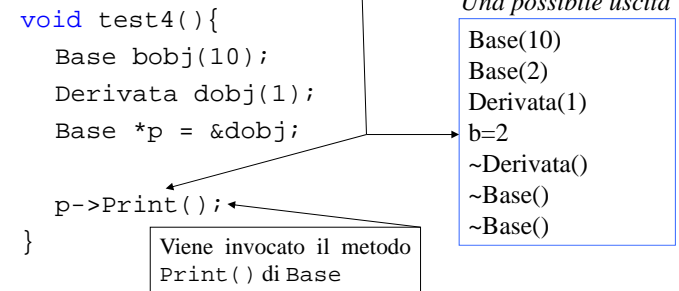 Una possibile uscita
void test4(){
Base bobj(10);
Derivata dobj(1);
Base *p = &dobj;
p->Print();
}
Base(10)
Base(2)
Derivata(1)
b=2
~Derivata()
~Base()
~Base()
Viene invocato il metodo
Print() di Base